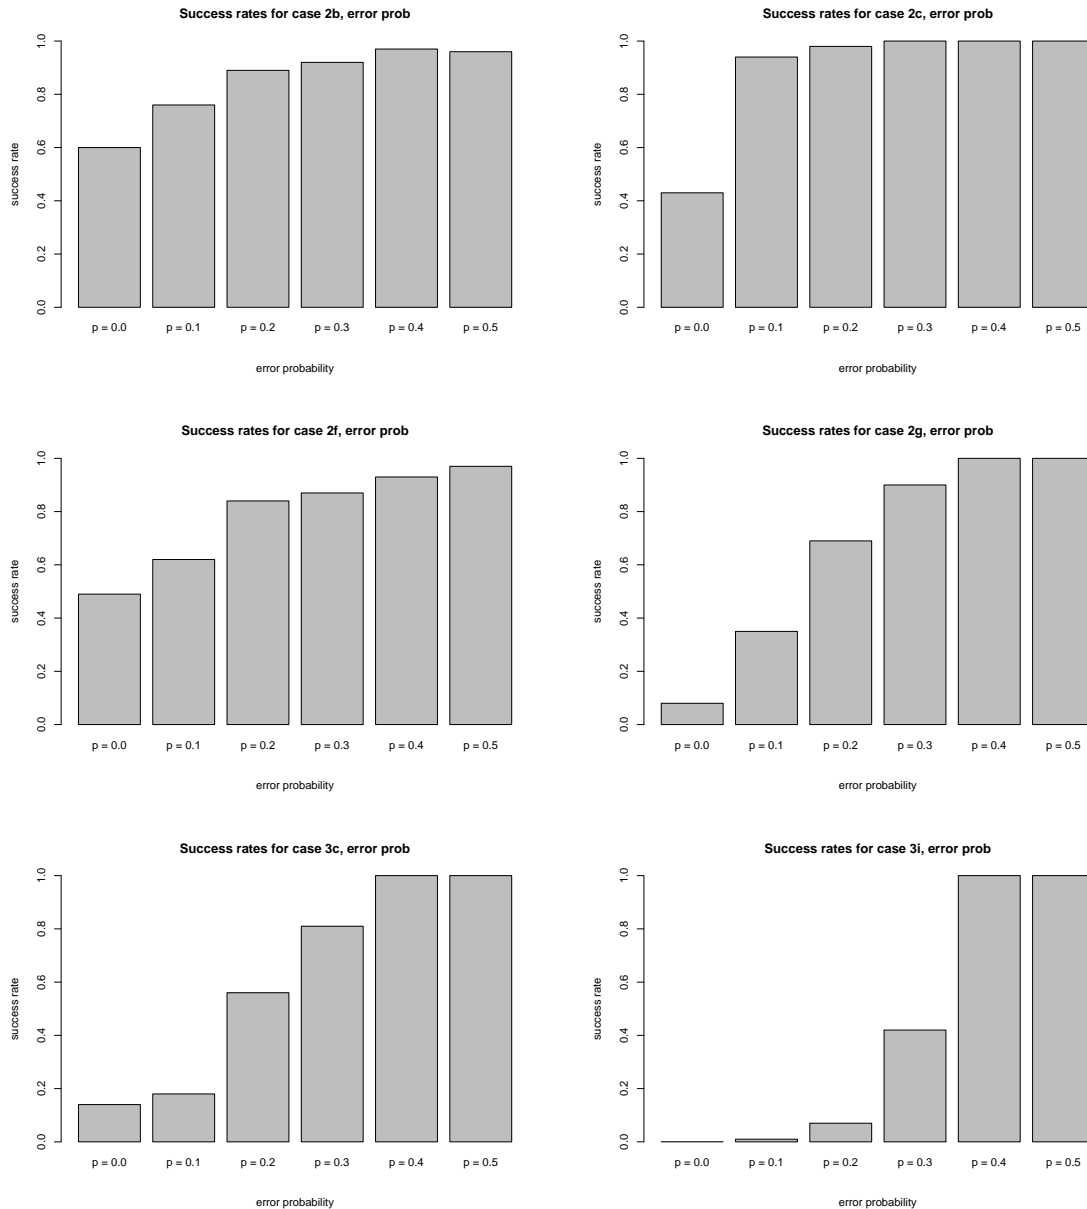 Success rates for case 2b, error prob
success rate
0.0 0.2 0.4 0.6 0.8 1.0
p = 0.0 p = 0.1 p = 0.2 p = 0.3 p = 0.4 p = 0.5
error probability
Success rates for case 2c, error prob
success rate
0.0 0.2 0.4 0.6 0.8 1.0
p = 0.0 p = 0.1 p = 0.2 p = 0.3 p = 0.4 p = 0.5
error probability
Success rates for case 2f, error prob
success rate
0.0 0.2 0.4 0.6 0.8 1.0
p = 0.0 p = 0.1 p = 0.2 p = 0.3 p = 0.4 p = 0.5
error probability
Success rates for case 2g, error prob
success rate
0.0 0.2 0.4 0.6 0.8 1.0
p = 0.0 p = 0.1 p = 0.2 p = 0.3 p = 0.4 p = 0.5
error probability
Success rates for case 3c, error prob
success rate
0.0 0.2 0.4 0.6 0.8 1.0
p = 0.0 p = 0.1 p = 0.2 p = 0.3 p = 0.4 p = 0.5
error probability
Success rates for case 3i, error prob
success rate
0.0 0.2 0.4 0.6 0.8 1.0
p = 0.0 p = 0.1 p = 0.2 p = 0.3 p = 0.4 p = 0.5
error probability